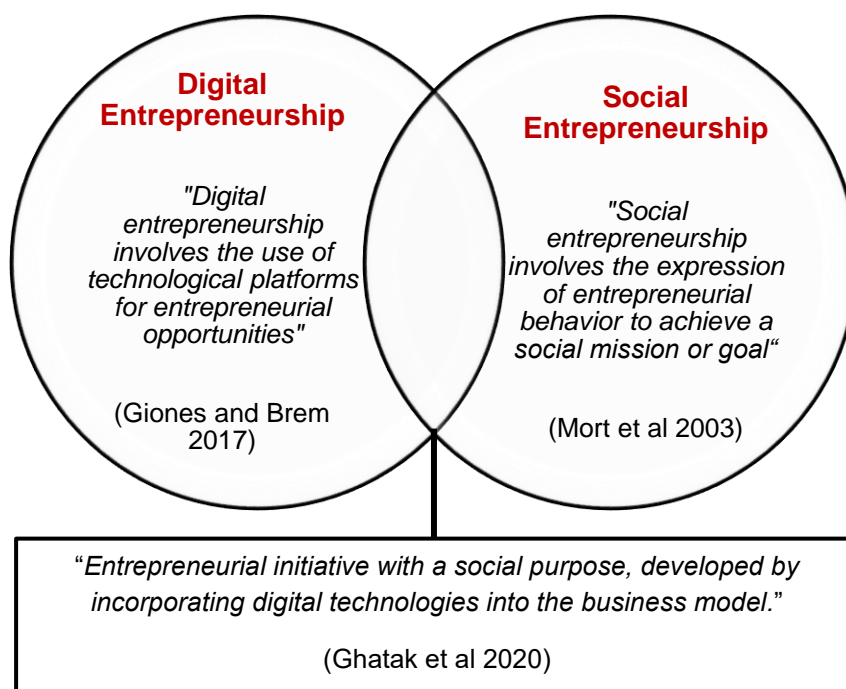 Digital
Entrepreneurship
"Digital
entrepreneurship
involves the use of
technological platforms
for entrepreneurial
opportunities"
(Giones and Brem
2017)
Social
Entrepreneurship
"Social
entrepreneurship
involves the expression
of entrepreneurial
behavior to achieve a
social mission or goal“
(Mort et al 2003)
“Entrepreneurial initiative with a social purpose, developed by
incorporating digital technologies into the business model.”
(Ghatak et al 2020)